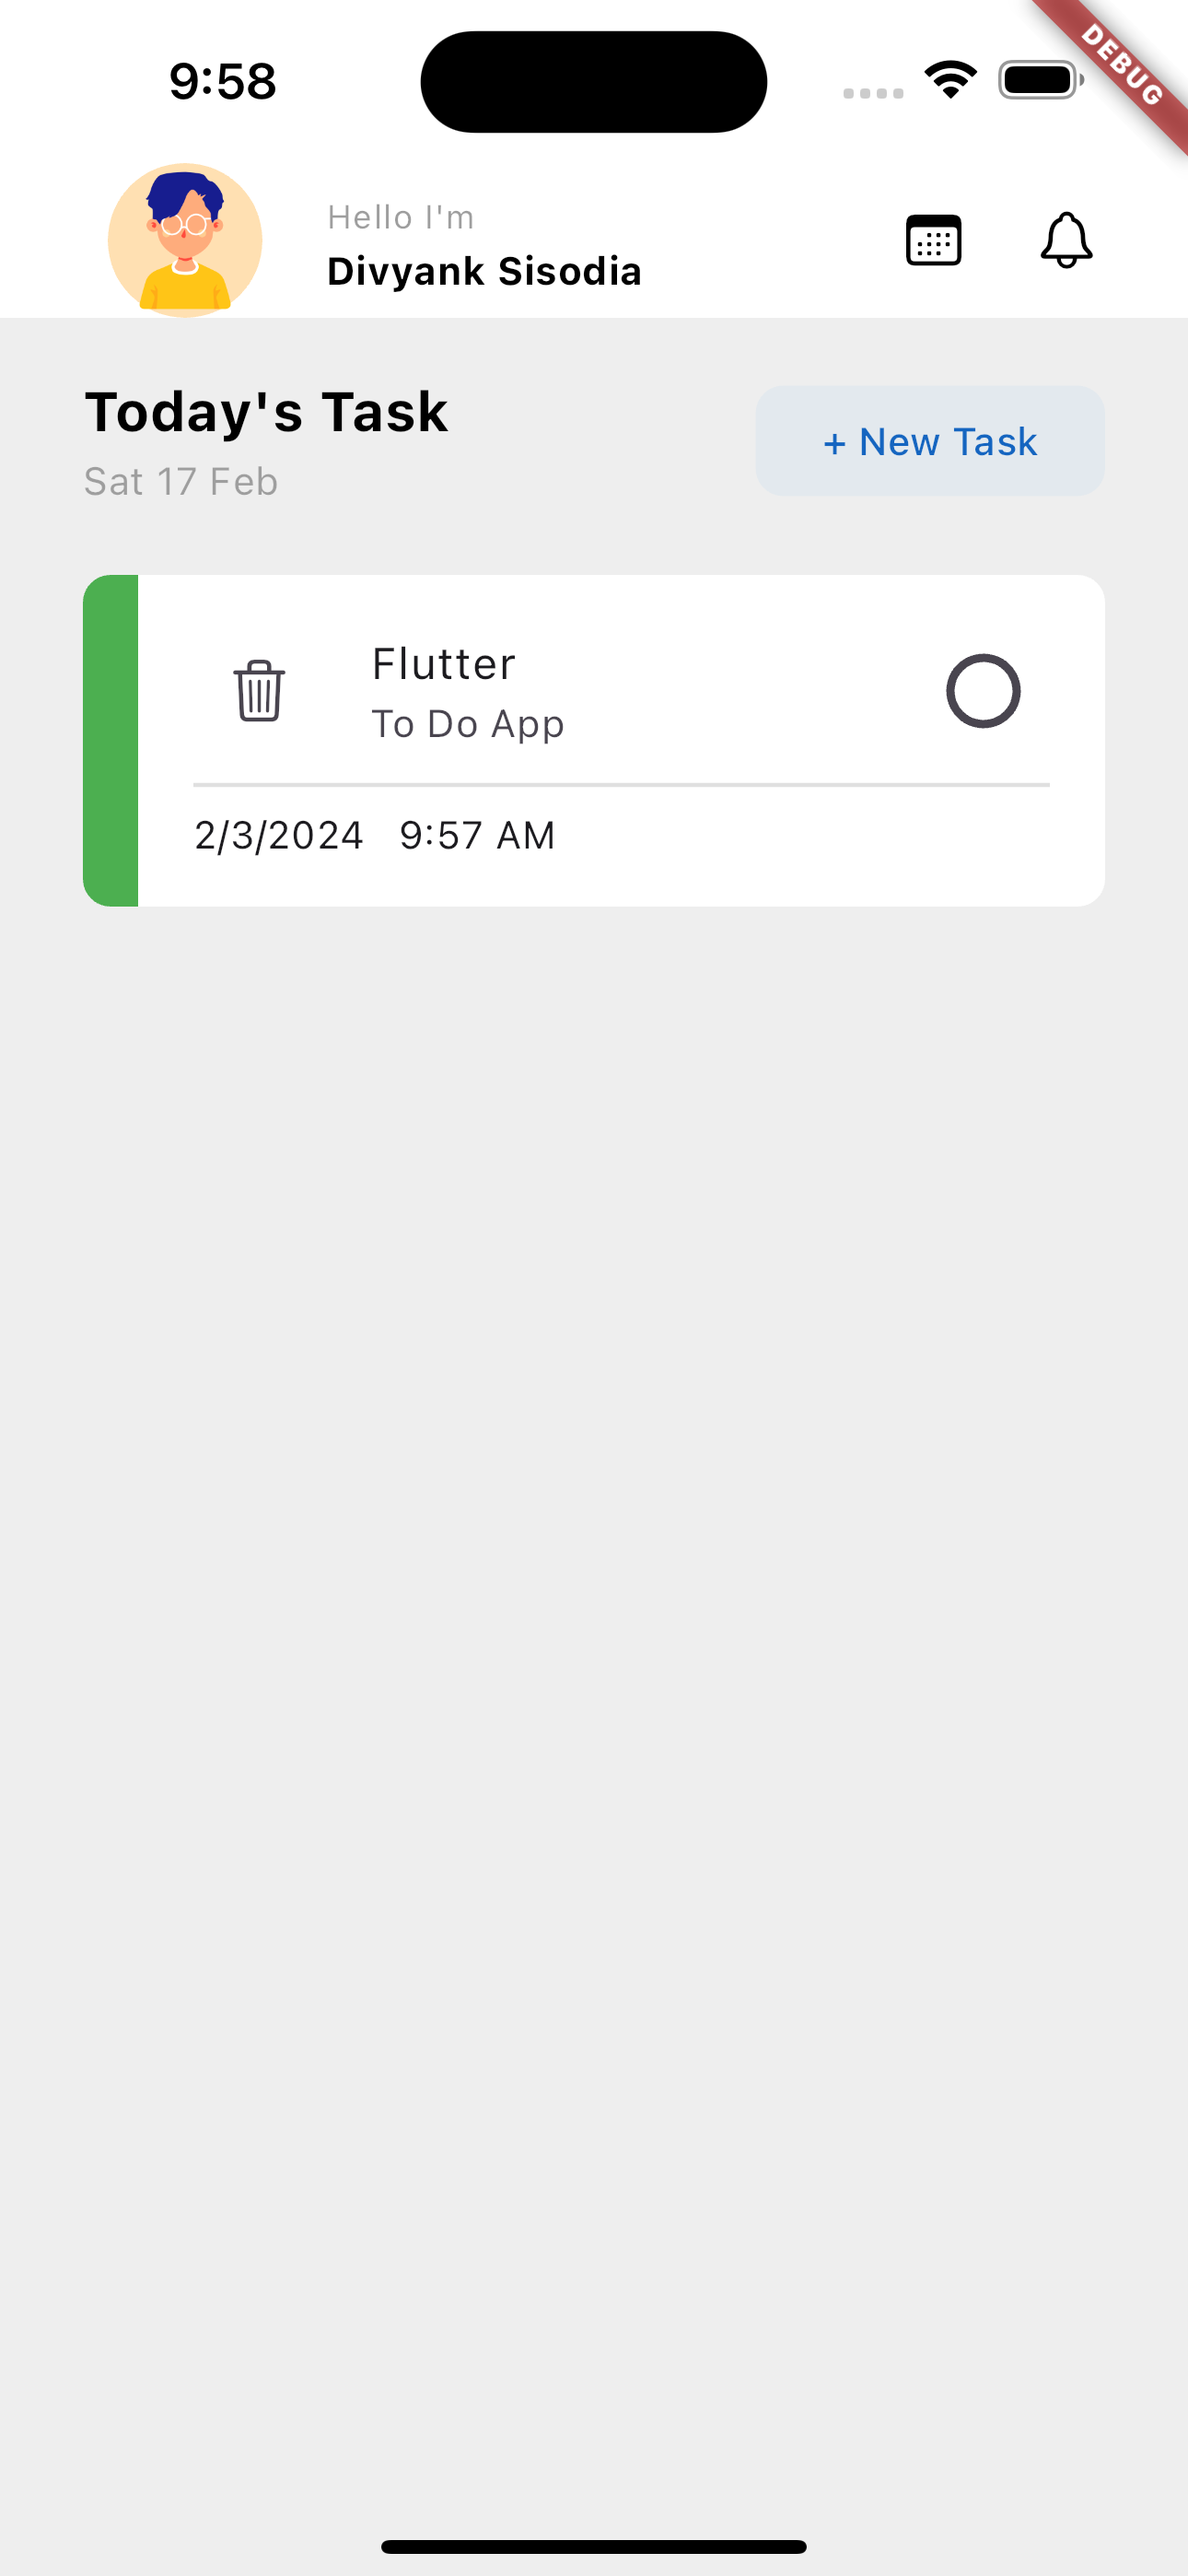 9:58
DEBUG
Hello I'm
Divyank Sisodia
Today's Task
+ New Task
Sat 17 Feb
Flutter
To Do App
2/3/2024 9:57 AM